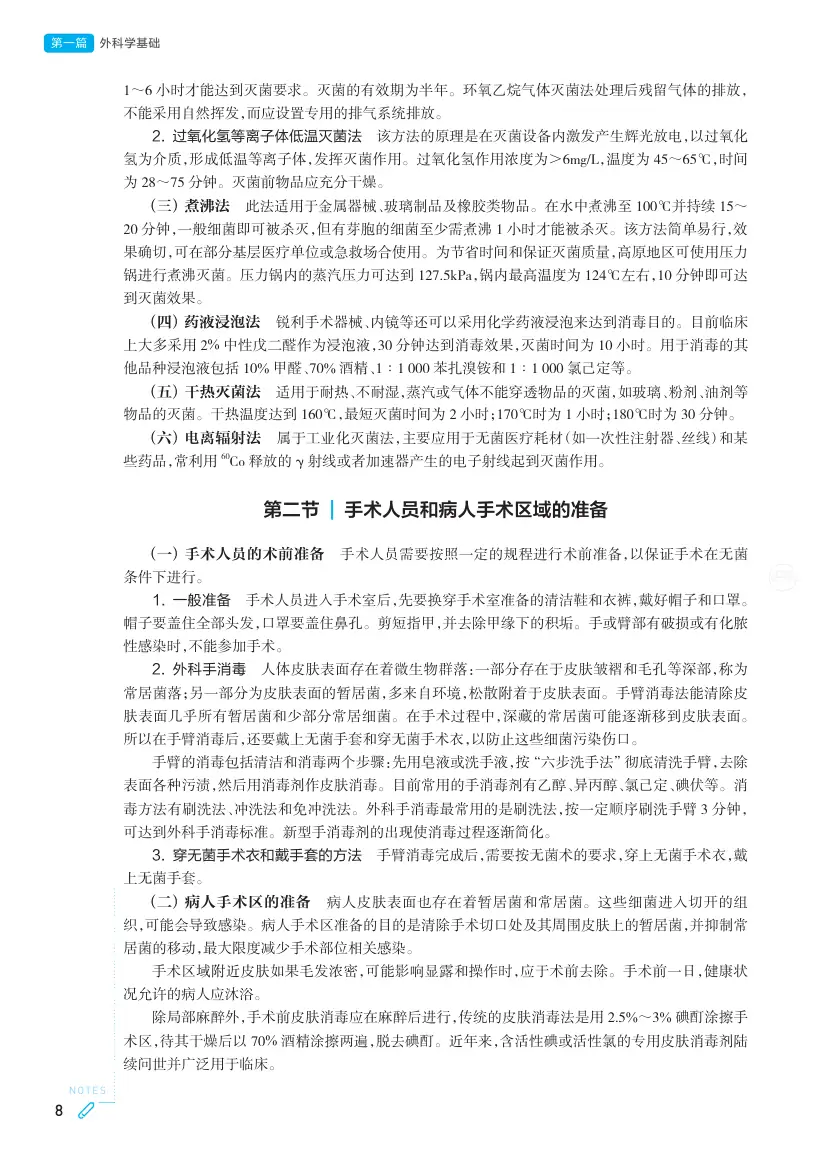 第一篇 外科学基础
1～6 小时才能达到灭菌要求。灭菌的有效期为半年。环氧乙烷气体灭菌法处理后残留气体的排放，
不能采用自然挥发，而应设置专用的排气系统排放。
2. 过氧化氢等离子体低温灭菌法 该方法的原理是在灭菌设备内激发产生辉光放电，以过氧化
氢为介质，形成低温等离子体，发挥灭菌作用。过氧化氢作用浓度为＞6mg/L，温度为 45～65℃，时间
为 28～75 分钟。灭菌前物品应充分干燥。
（三）煮沸法 此法适用于金属器械、玻璃制品及橡胶类物品。在水中煮沸至 100℃并持续 15～
20 分钟，一般细菌即可被杀灭，但有芽胞的细菌至少需煮沸 1 小时才能被杀灭。该方法简单易行，效
果确切，可在部分基层医疗单位或急救场合使用。为节省时间和保证灭菌质量，高原地区可使用压力
锅进行煮沸灭菌。压力锅内的蒸汽压力可达到 127.5kPa，锅内最高温度为 124℃左右，10 分钟即可达
到灭菌效果。
（四）药液浸泡法 锐利手术器械、内镜等还可以采用化学药液浸泡来达到消毒目的。目前临床
上大多采用 2% 中性戊二醛作为浸泡液，30 分钟达到消毒效果，灭菌时间为 10 小时。用于消毒的其
他品种浸泡液包括 10% 甲醛、70% 酒精、1∶1 000 苯扎溴铵和 1∶1 000 氯己定等。
（五）干热灭菌法 适用于耐热、不耐湿，蒸汽或气体不能穿透物品的灭菌，如玻璃、粉剂、油剂等
物品的灭菌。干热温度达到 160℃，最短灭菌时间为 2 小时；170℃时为 1 小时；180℃时为 30 分钟。
（六）电离辐射法 属于工业化灭菌法，主要应用于无菌医疗耗材（如一次性注射器、丝线）和某
些药品，常利用 ⁶⁰Co 释放的 γ 射线或者加速器产生的电子射线起到灭菌作用。
第二节 | 手术人员和病人手术区域的准备
（一）手术人员的术前准备 手术人员需要按照一定的规程进行术前准备，以保证手术在无菌
条件下进行。
1. 一般准备 手术人员进入手术室后，先要换穿手术室准备的清洁鞋和衣裤，戴好帽子和口罩。
帽子要盖住全部头发，口罩要盖住鼻孔。剪短指甲，并去除甲缘下的积垢。手或臂部有破损或有化脓
性感染时，不能参加手术。
2. 外科手消毒 人体皮肤表面存在着微生物群落：一部分存在于皮肤皱褶和毛孔等深部，称为
常居菌落；另一部分为皮肤表面的暂居菌，多来自环境，松散附着于皮肤表面。手臂消毒法能清除皮
肤表面几乎所有暂居菌和少部分常居细菌。在手术过程中，深藏的常居菌可能逐渐移到皮肤表面。
所以在手臂消毒后，还要戴上无菌手套和穿无菌手术衣，以防止这些细菌污染伤口。
手臂的消毒包括清洁和消毒两个步骤：先用皂液或洗手液，按 “六步洗手法” 彻底清洗手臂，去除
表面各种污渍，然后用消毒剂作皮肤消毒。目前常用的手消毒剂有乙醇、异丙醇、氯己定、碘伏等。消
毒方法有刷洗法、冲洗法和免冲洗法。外科手消毒最常用的是刷洗法，按一定顺序刷洗手臂 3 分钟，
可达到外科手消毒标准。新型手消毒剂的出现使消毒过程逐渐简化。
3. 穿无菌手术衣和戴手套的方法 手臂消毒完成后，需要按无菌术的要求，穿上无菌手术衣，戴
上无菌手套。
（二）病人手术区的准备 病人皮肤表面也存在着暂居菌和常居菌。这些细菌进入切开的组
织，可能会导致感染。病人手术区准备的目的是清除手术切口处及其周围皮肤上的暂居菌，并抑制常
居菌的移动，最大限度减少手术部位相关感染。
手术区域附近皮肤如果毛发浓密，可能影响显露和操作时，应于术前去除。手术前一日，健康状
况允许的病人应沐浴。
除局部麻醉外，手术前皮肤消毒应在麻醉后进行，传统的皮肤消毒法是用 2.5%～3% 碘酊涂擦手
术区，待其干燥后以 70% 酒精涂擦两遍，脱去碘酊。近年来，含活性碘或活性氯的专用皮肤消毒剂陆
续问世并广泛用于临床。
NOTES
8